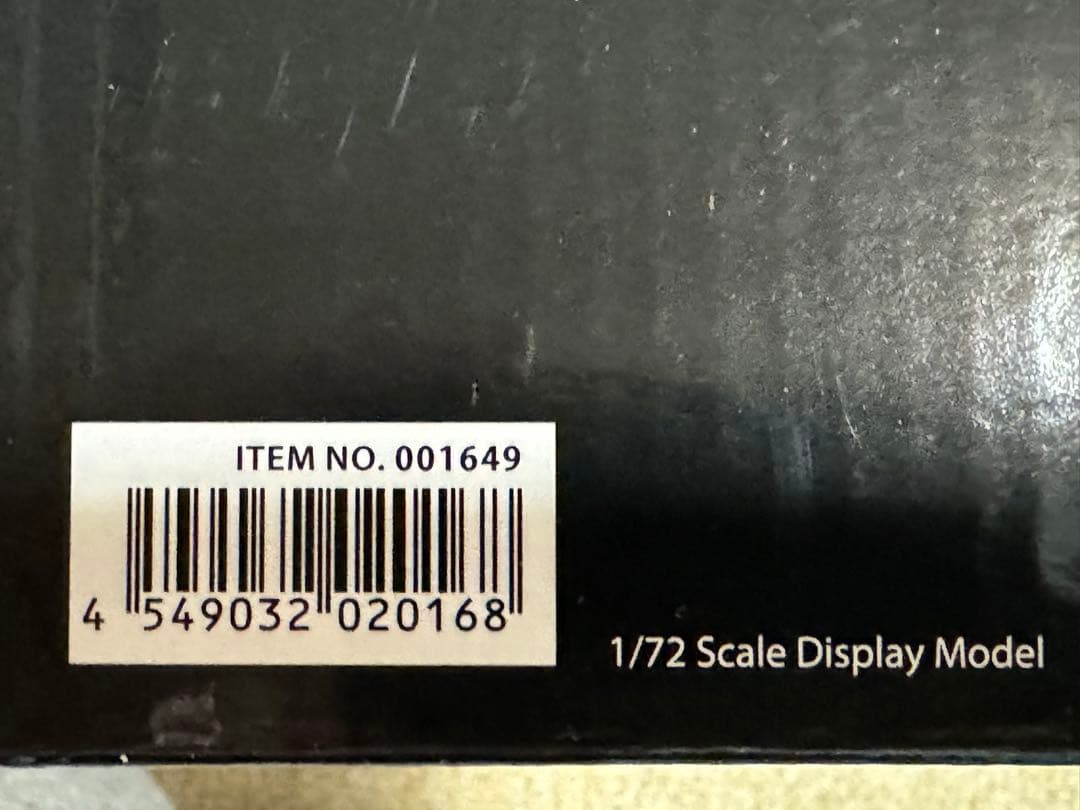 ITEM NO. 001649
4 549032 020168
1/72 Scale Display Model